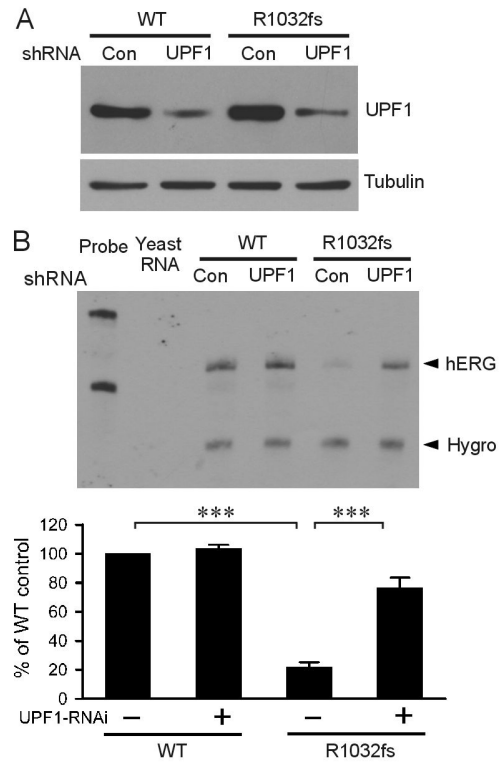 A
WT R1032fs
shRNA Con UPF1 Con UPF1
UPF1
Tubulin
B
Probe Yeast RNA WT R1032fs
shRNA Con UPF1 Con UPF1
hERG
Hygro
*** ***
% of WT control
120
100
80
60
40
20
0
UPF1-RNAi – + – +
WT R1032fs